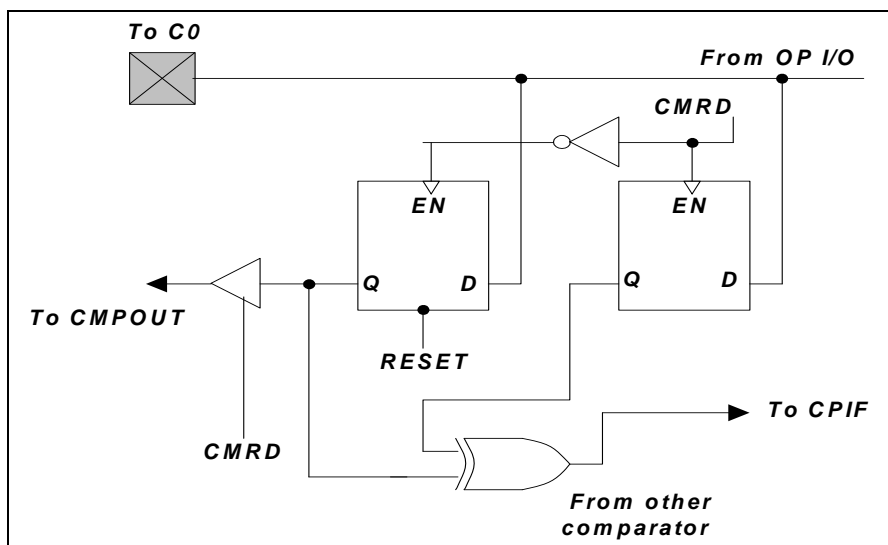 To C0
From OP I/O
CMRD
EN
EN
Q
D
Q
D
To CMPOUT
RESET
To CPIF
CMRD
From other
comparator